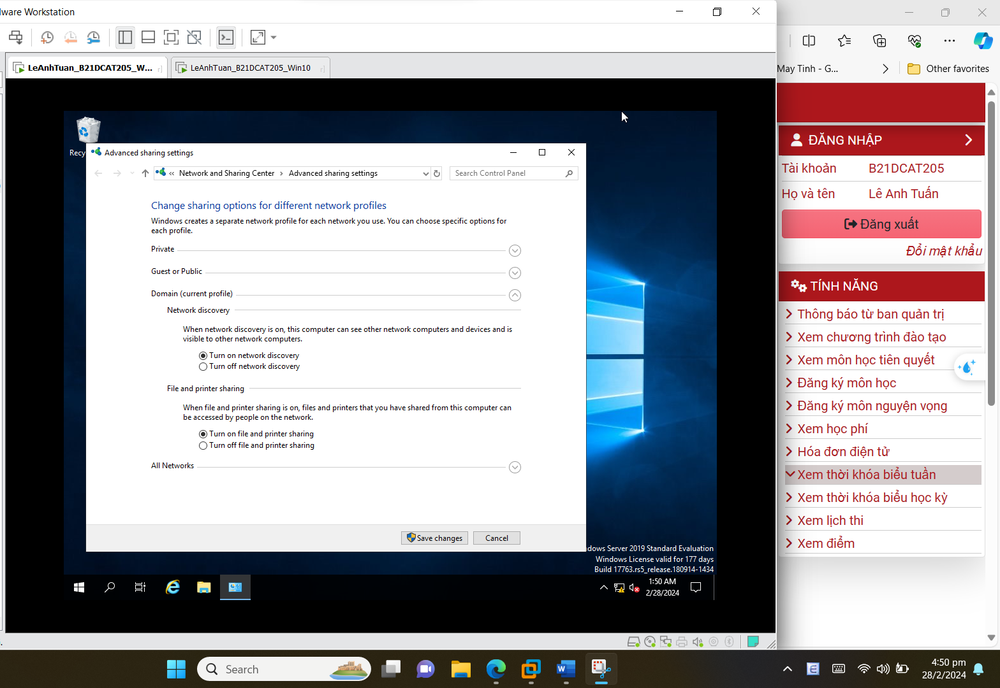 ware Workstation
LeAnhTuan_B21DCAT205_W...
LeAnhTuan_B21DCAT205_Win10
May Tinh - G...
Other favorites
Recy
Advanced sharing settings
« Network and Sharing Center › Advanced sharing settings
Search Control Panel
Change sharing options for different network profiles
Windows creates a separate network profile for each network you use. You can choose specific options for
each profile.
Private
Guest or Public
Domain (current profile)
Network discovery
When network discovery is on, this computer can see other network computers and devices and is
visible to other network computers.
Turn on network discovery
Turn off network discovery
File and printer sharing
When file and printer sharing is on, files and printers that you have shared from this computer can
be accessed by people on the network.
Turn on file and printer sharing
Turn off file and printer sharing
All Networks
Save changes
Cancel
dows Server 2019 Standard Evaluation
Windows License valid for 177 days
Build 17763.rs5_release.180914-1434
1:50 AM
2/28/2024
ĐĂNG NHẬP
Tài khoản B21DCAT205
Họ và tên Lê Anh Tuấn
Đăng xuất
Đổi mật khẩu
TÍNH NĂNG
Thông báo từ ban quản trị
Xem chương trình đào tạo
Xem môn học tiên quyết
Đăng ký môn học
Đăng ký môn nguyện vọng
Xem học phí
Hóa đơn điện tử
Xem thời khóa biểu tuần
Xem thời khóa biểu học kỳ
Xem lịch thi
Xem điểm
Search
4:50 pm
28/2/2024